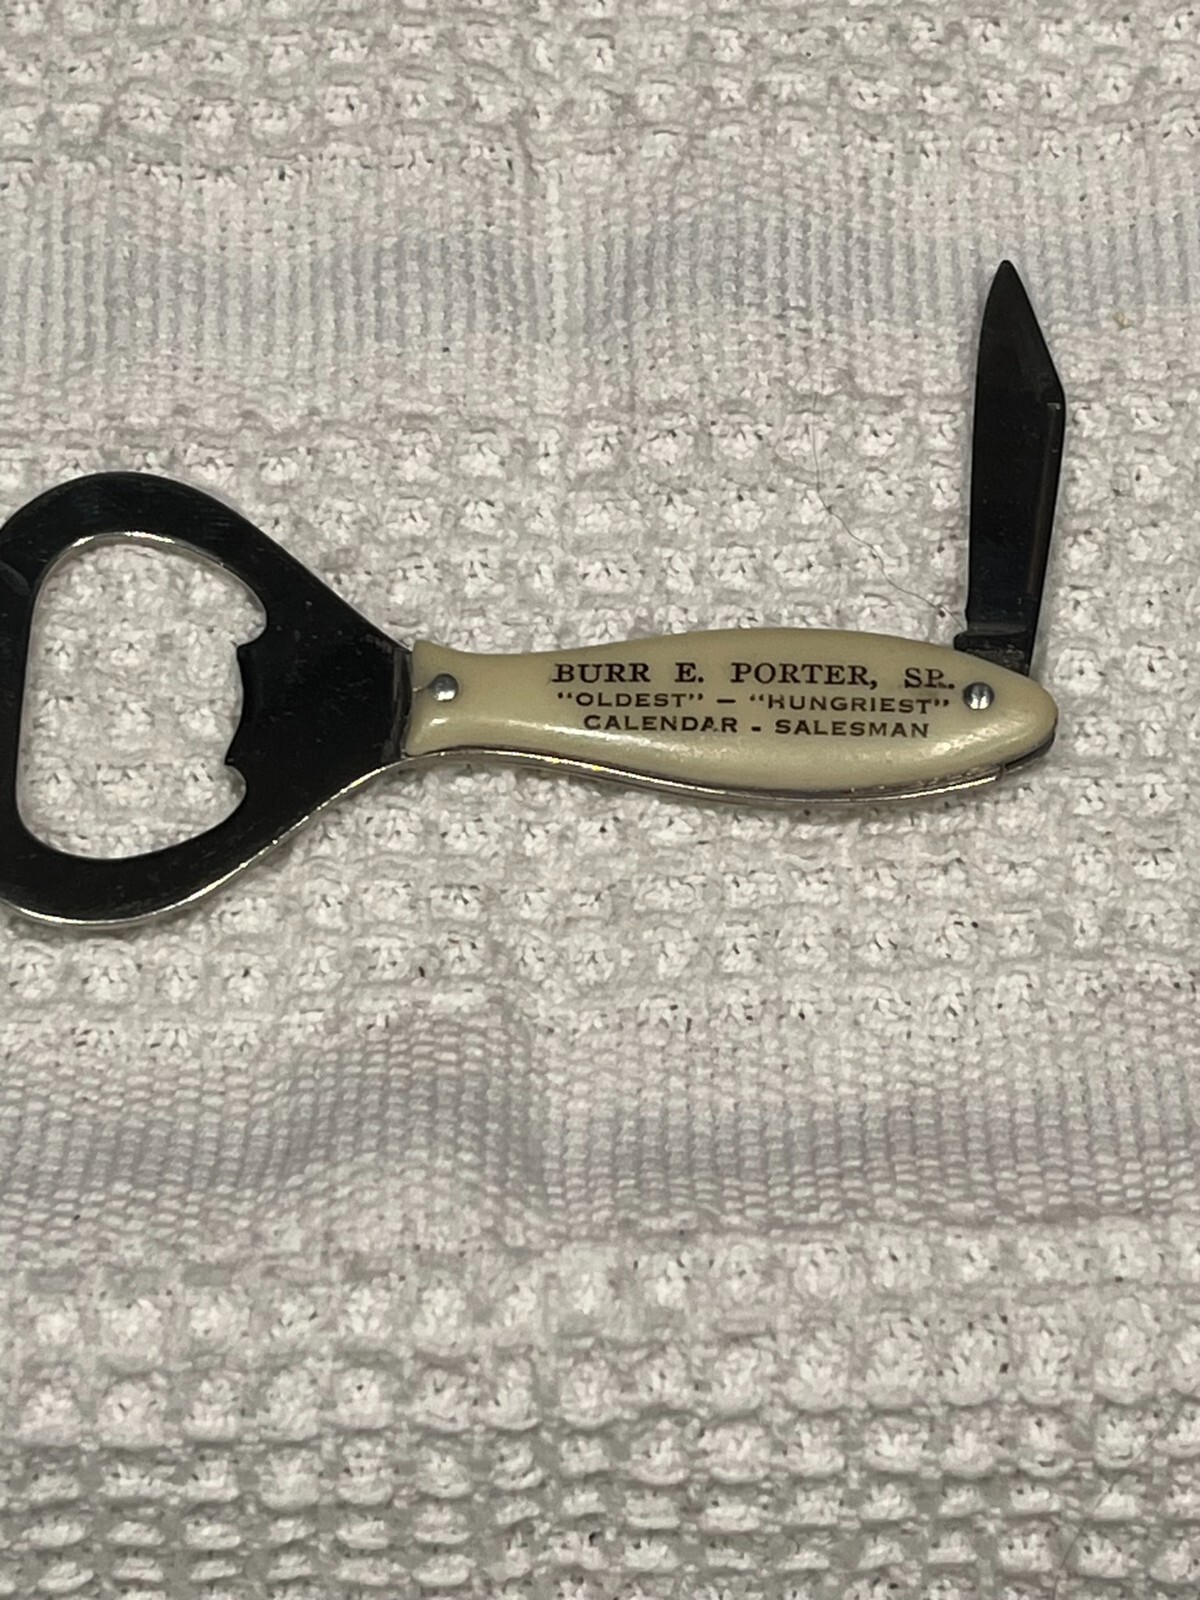 BURR E. PORTER, SR.
"OLDEST" – "HUNGRIEST"
CALENDAR - SALESMAN